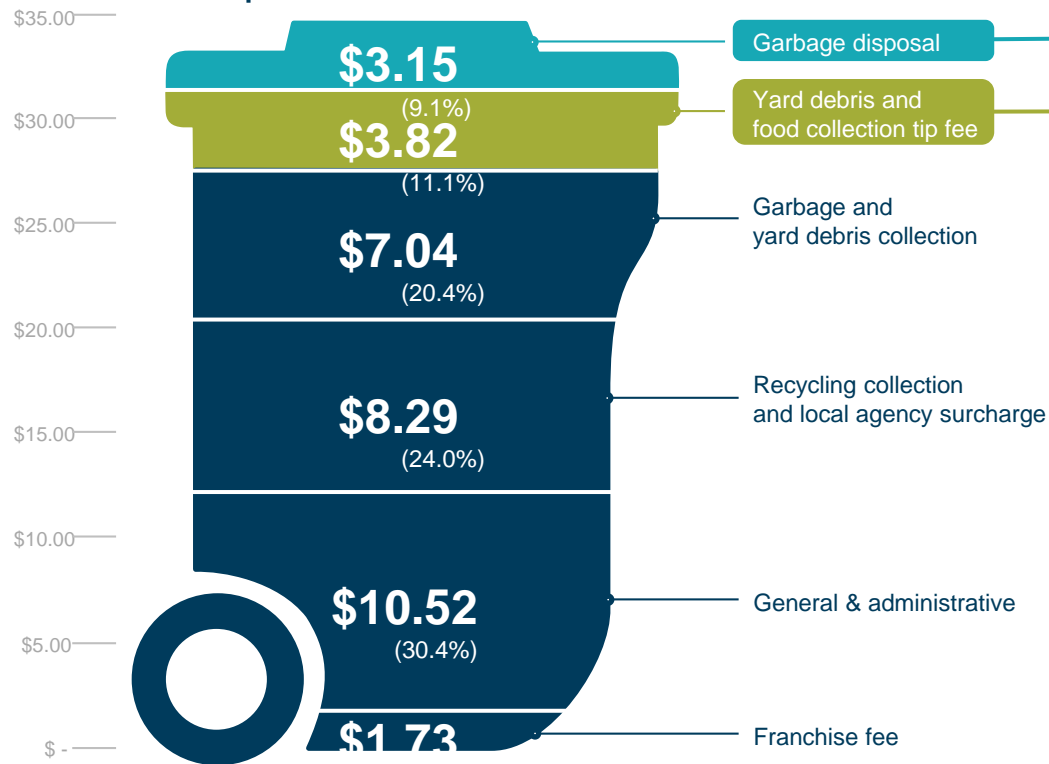 $35.00
$30.00
$25.00
$20.00
$15.00
$10.00
$5.00
$ -
$3.15
(9.1%)
$3.82
(11.1%)
$7.04
(20.4%)
$8.29
(24.0%)
$10.52
(30.4%)
$1.73
Garbage disposal
Yard debris and
food collection tip fee
Garbage and
yard debris collection
Recycling collection
and local agency surcharge
General & administrative
Franchise fee